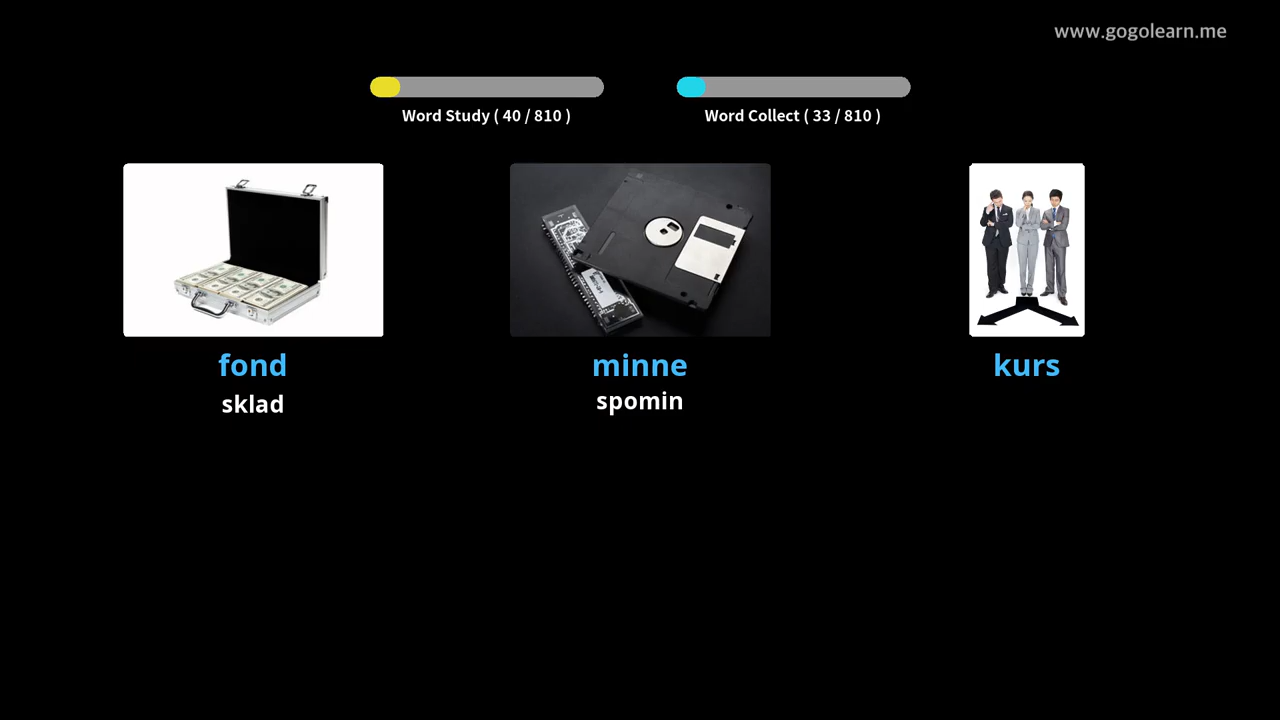 www.gogolearn.me
Word Study ( 40 / 810 )
Word Collect ( 33 / 810 )
fond
minne
kurs
sklad
spomin